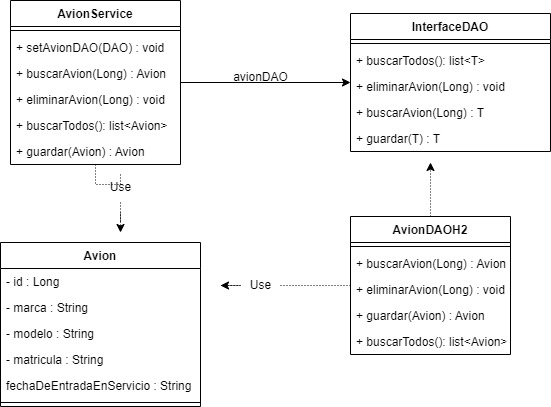 AvionService
+ setAvionDAO(DAO) : void
+ buscarAvion(Long) : Avion
+ eliminarAvion(Long) : void
+ buscarTodos(): list<Avion>
+ guardar(Avion) : Avion
avionDAO
InterfaceDAO
+ buscarTodos(): list<T>
+ eliminarAvion(Long) : void
+ buscarAvion(Long) : T
+ guardar(T) : T
Use
Avion
- id : Long
- marca : String
- modelo : String
- matricula : String
fechaDeEntradaEnServicio : String
Use
AvionDAOH2
+ buscarAvion(Long) : Avion
+ eliminarAvion(Long) : void
+ guardar(Avion) : Avion
+ buscarTodos(): list<Avion>